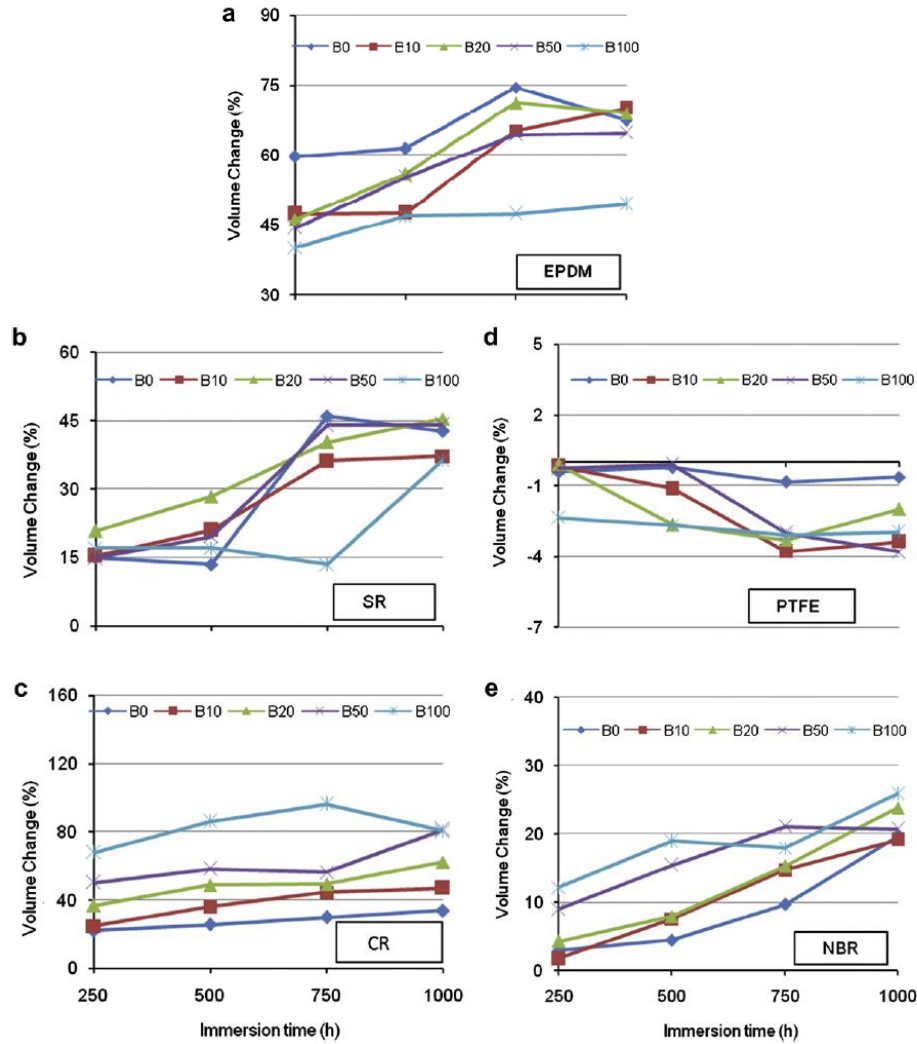 a
90
75
60
45
30
Volume Change (%)
B0 B10 B20 B50 B100
EPDM
b
60
45
30
15
0
Volume Change (%)
B0 B10 B20 B50 B100
SR
d
5
2
-1
-4
-7
Volume Change (%)
B0 B10 B20 B50 B100
PTFE
c
160
120
80
40
0
Volume Change (%)
B0 B10 B20 B50 B100
CR
250 500 750 1000
Immersion time (h)
e
40
30
20
10
0
Volume Change (%)
B0 B10 B20 B50 B100
NBR
250 500 750 1000
Immersion time (h)